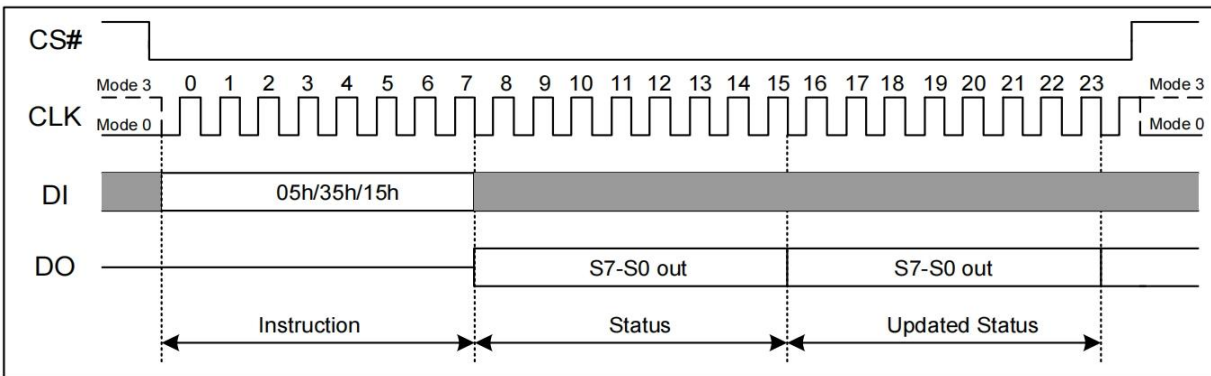 CS#
Mode 3 0 1 2 3 4 5 6 7 8 9 10 11 12 13 14 15 16 17 18 19 20 21 22 23 Mode 3
CLK
Mode 0 Mode 0
DI 05h/35h/15h
DO S7-S0 out S7-S0 out
Instruction Status Updated Status